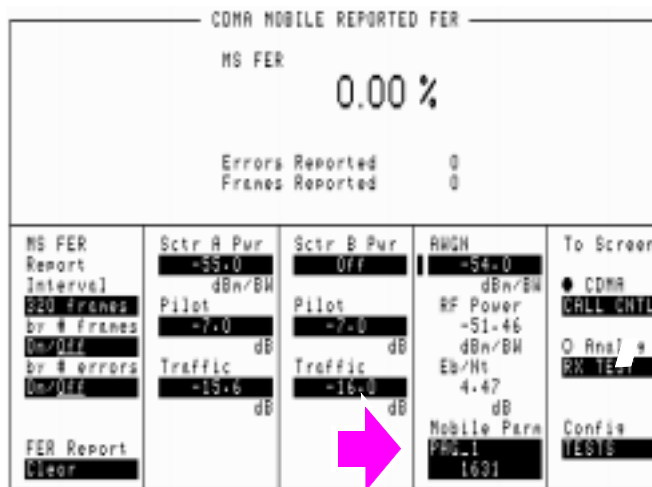 CDMA MOBILE REPORTED FER
MS FER
0.00 %
Errors Reported 0
Frames Reported 0
MS FER
Report
Interval
320 frames
by # frames
On/Off
by # errors
On/Off
FER Report
Clear
Sctr A Pwr
-55.0
dBm/BW
Pilot
-7.0
dB
Traffic
-15.6
dB
Sctr B Pwr
Off
Pilot
-7.0
dB
Traffic
-16.0
dB
AWGN
-54.0
dBm/BW
RF Power
-51.46
dBm/BW
Eb/Nt
4.47
dB
Mobile Parm
PAG_1
1631
To Screen
CDMA
CALL CNTL
RX TEST
Config
TESTS